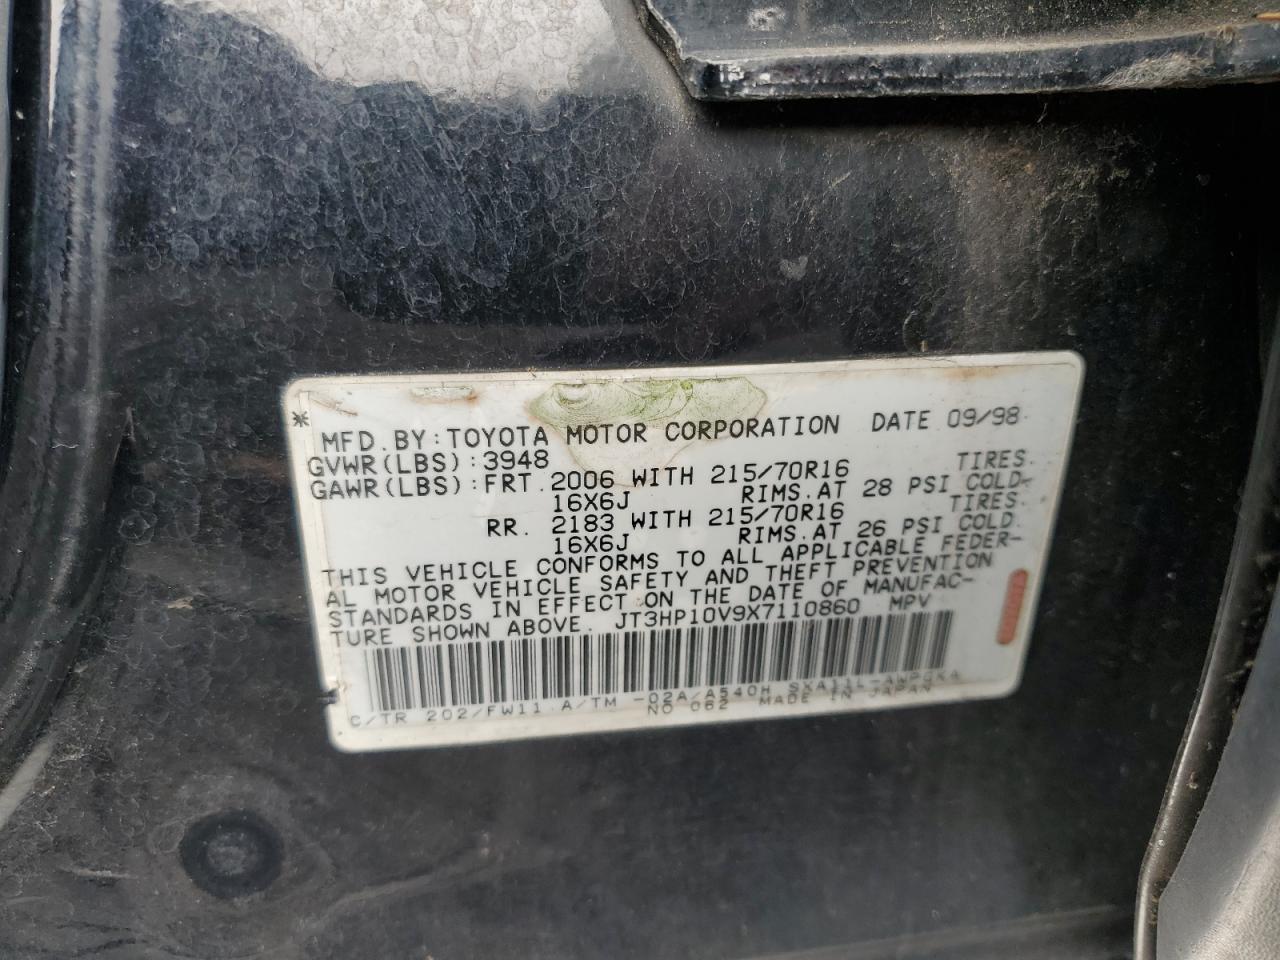 * MFD. BY: TOYOTA MOTOR CORPORATION DATE 09/98
GVWR(LBS):3948
GAWR(LBS):FRT. 2006 WITH 215/70R16 TIRES.
16X6J RIMS. AT 28 PSI COLD.
RR. 2183 WITH 215/70R16 TIRES.
16X6J RIMS. AT 26 PSI COLD.
THIS VEHICLE CONFORMS TO ALL APPLICABLE FEDER-
AL MOTOR VEHICLE SAFETY AND THEFT PREVENTION
STANDARDS IN EFFECT ON THE DATE OF MANUFAC-
TURE SHOWN ABOVE. JT3HP10V9X7110860 MPV
C/TR 202/FW11 A/TM -02A/A540H SXA11L-AWPGKA
NO 062 MADE IN JAPAN